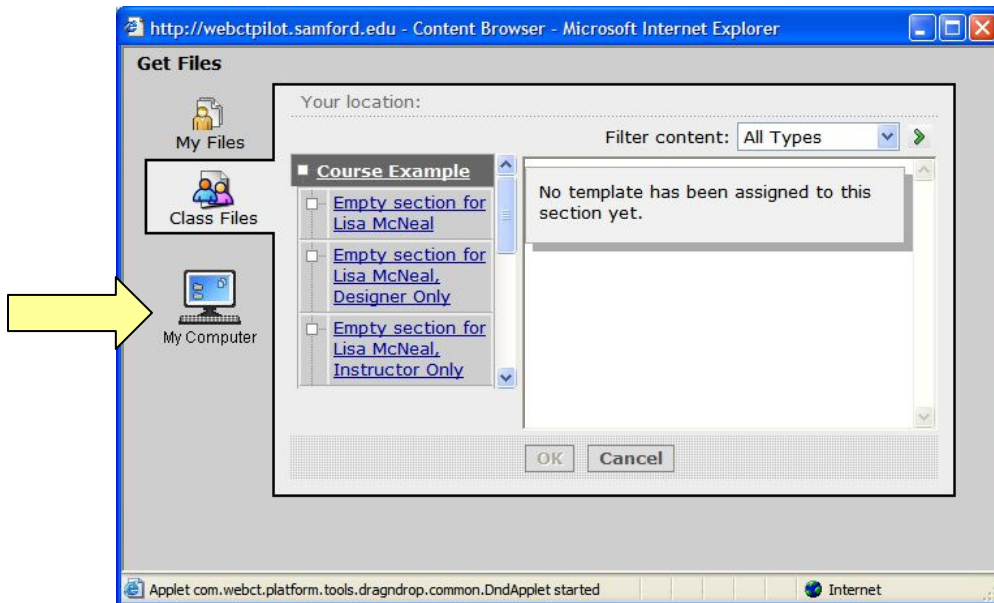 http://webctpilot.samford.edu - Content Browser - Microsoft Internet Explorer
Get Files
My Files
Class Files
My Computer
Your location:
Filter content: All Types
Course Example
Empty section for
Lisa McNeal
Empty section for
Lisa McNeal,
Designer Only
Empty section for
Lisa McNeal,
Instructor Only
No template has been assigned to this
section yet.
OK Cancel
Applet com.webct.platform.tools.dragndrop.common.DndApplet started Internet